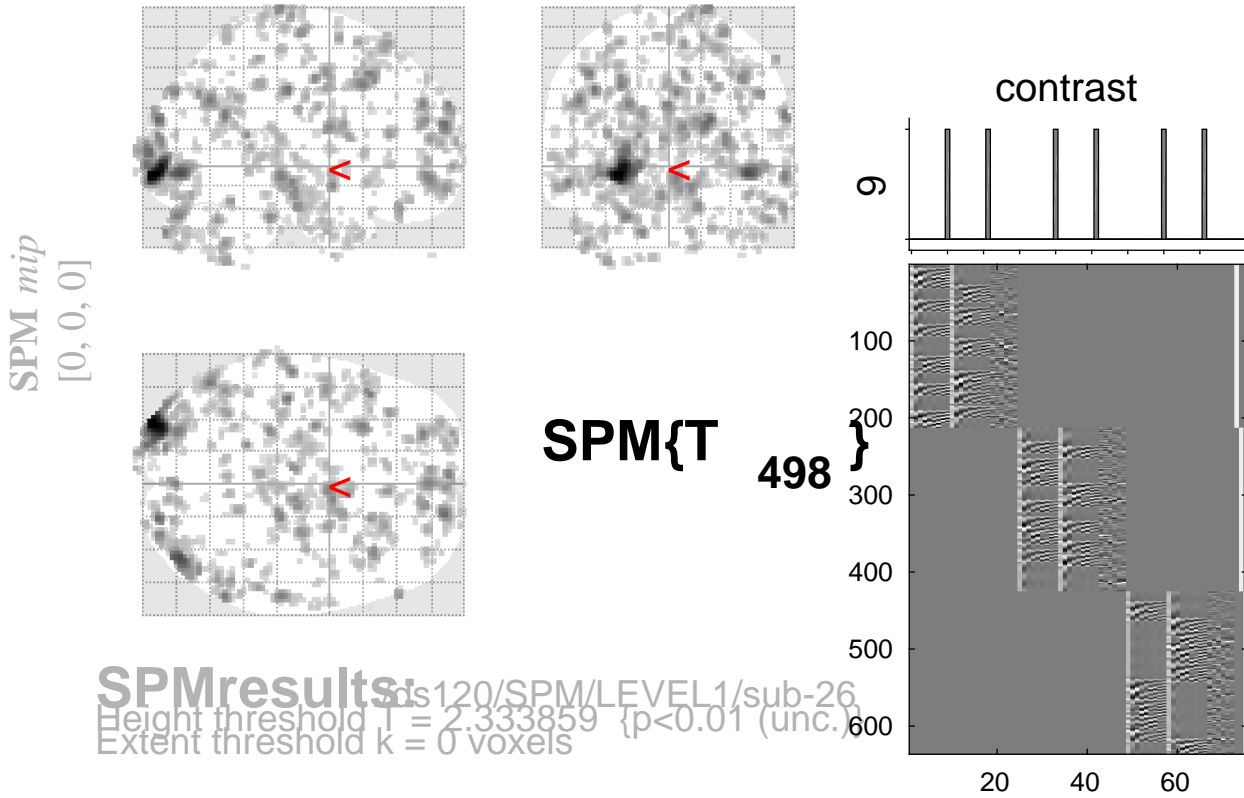 SPM mip
[0, 0, 0]
<
<
<
SPM{T 498 }
SPMresults: /ds120/SPM/LEVEL1/sub-26
Height threshold T = 2.333859 {p<0.01 (unc.)}
Extent threshold k = 0 voxels
contrast
9
100
200
300
400
500
600
20 40 60